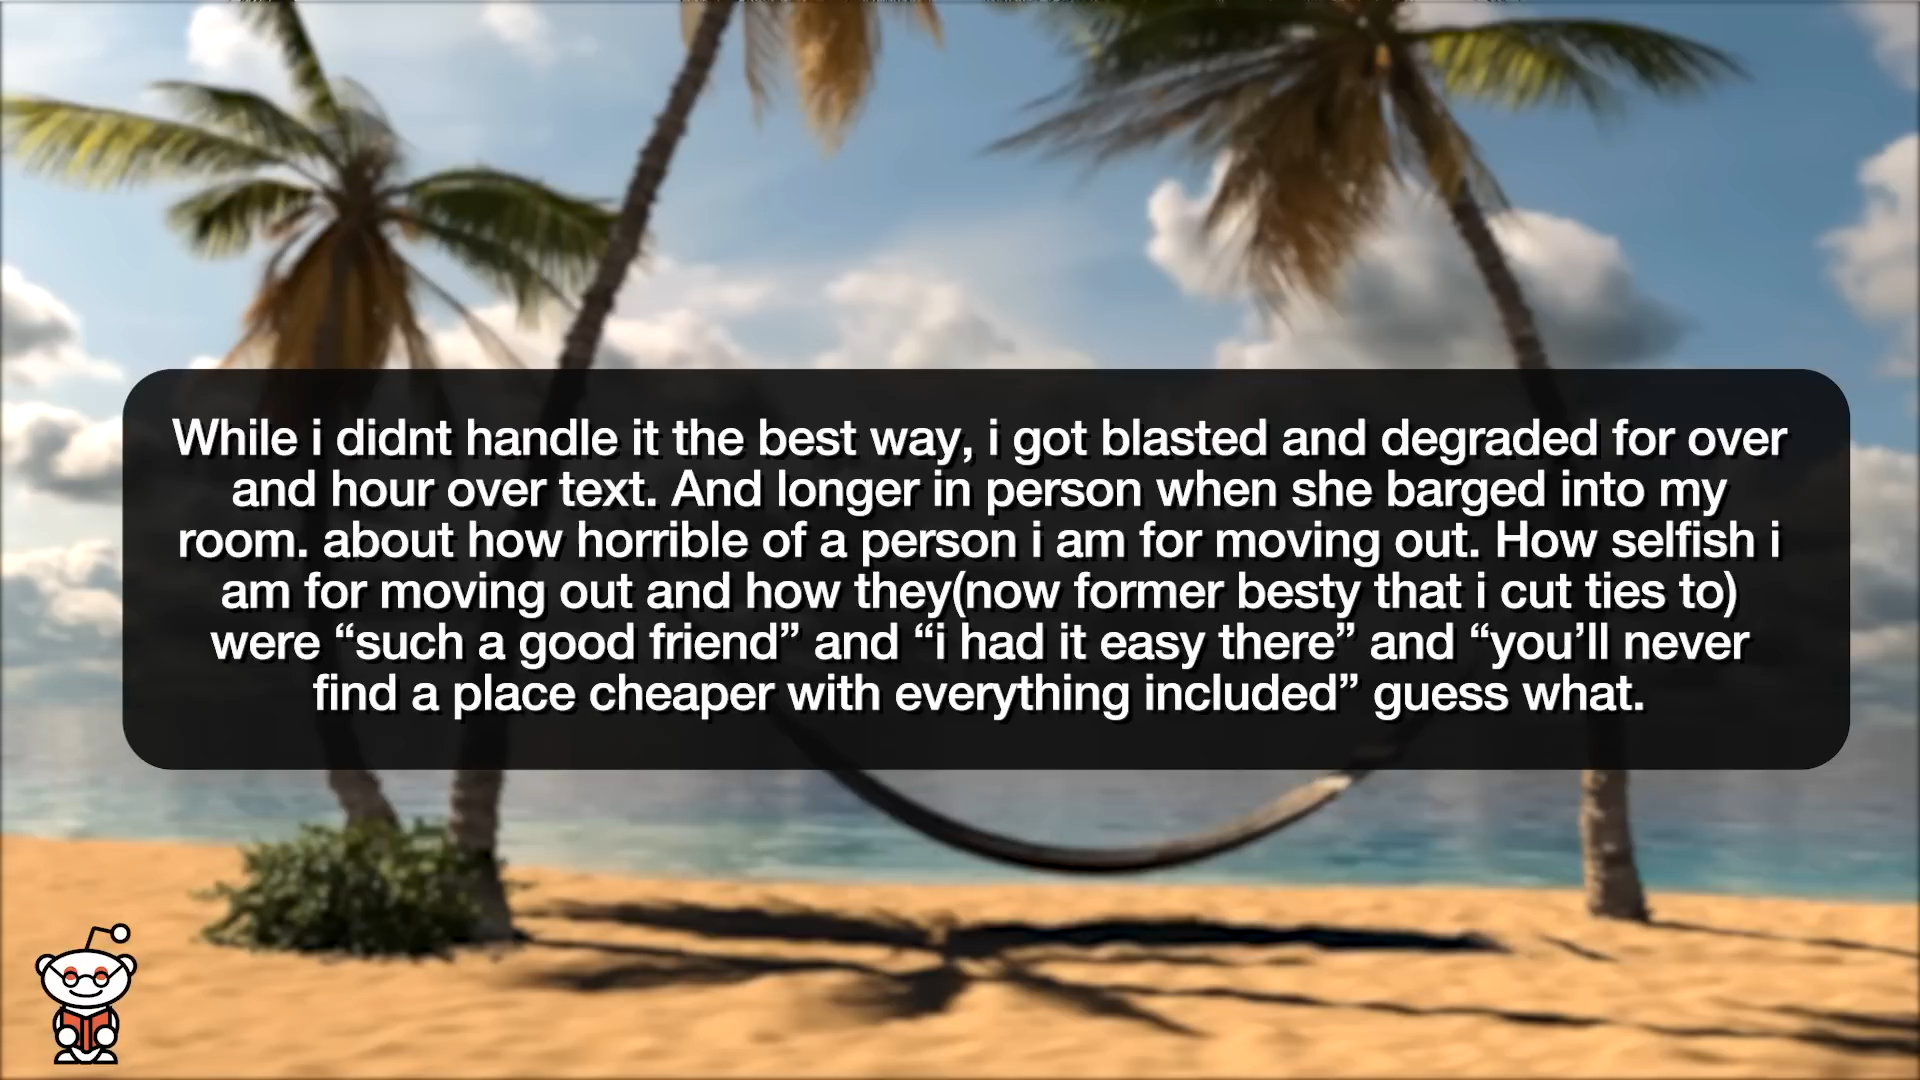 While i didnt handle it the best way, i got blasted and degraded for over
and hour over text. And longer in person when she barged into my
room. about how horrible of a person i am for moving out. How selfish i
am for moving out and how they(now former besty that i cut ties to)
were “such a good friend” and “i had it easy there” and “you’ll never
find a place cheaper with everything included” guess what.